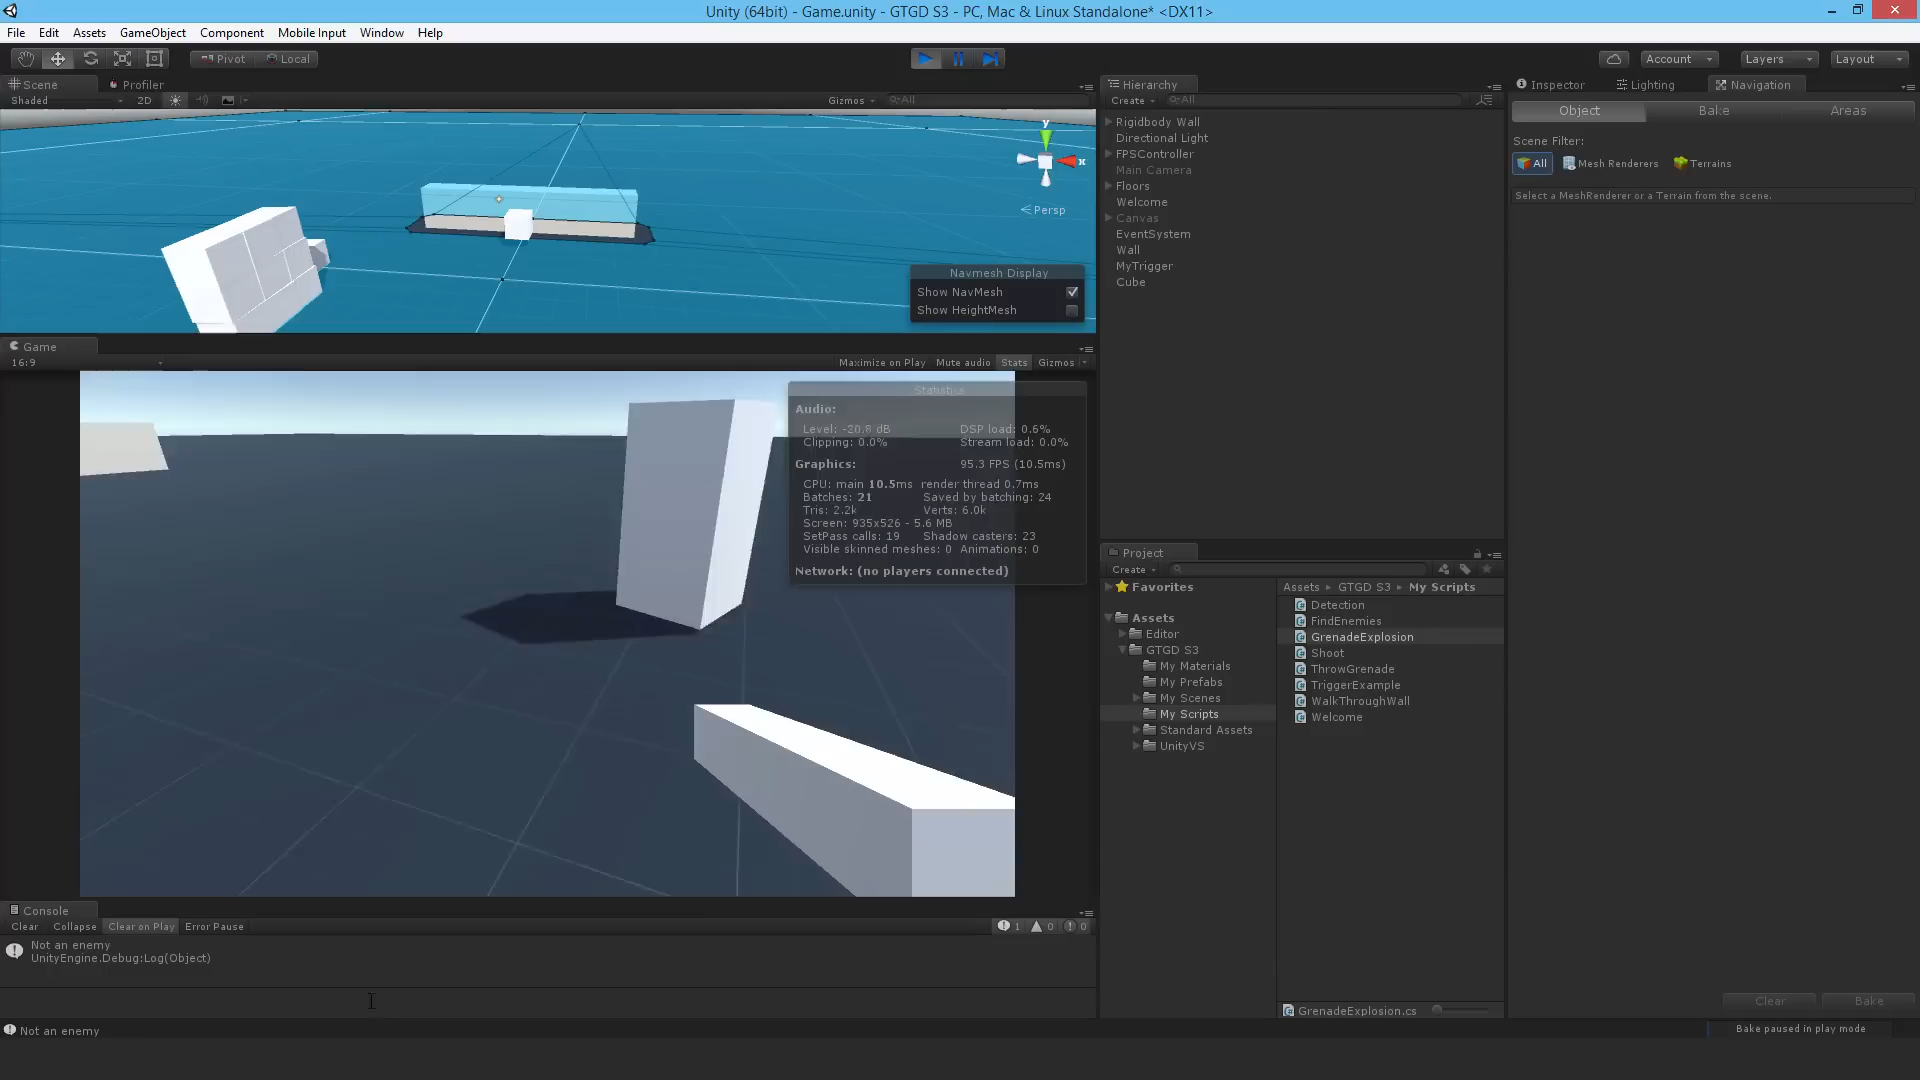 Unity (64bit) - Game.unity - GTGD S3 - PC, Mac & Linux Standalone* <DX11>
File Edit Assets GameObject Component Mobile Input Window Help
Pivot Local
Account Layers Layout
Scene Profiler
Shaded 2D Gizmos All
y
x
Persp
Navmesh Display
Show NavMesh
Show HeightMesh
Game
16:9 Maximize on Play Mute audio Stats Gizmos
Statistics
Audio:
Level: -20.8 dB DSP load: 0.6%
Clipping: 0.0% Stream load: 0.0%
Graphics: 95.3 FPS (10.5ms)
CPU: main 10.5ms render thread 0.7ms
Batches: 21 Saved by batching: 24
Tris: 2.2k Verts: 6.0k
Screen: 935x526 - 5.6 MB
SetPass calls: 19 Shadow casters: 23
Visible skinned meshes: 0 Animations: 0
Network: (no players connected)
Console
Clear Collapse Clear on Play Error Pause 1 0 0
Not an enemy
UnityEngine.Debug:Log(Object)
Not an enemy
Hierarchy
Create All
Rigidbody Wall
Directional Light
FPSController
Main Camera
Floors
Welcome
Canvas
EventSystem
Wall
MyTrigger
Cube
Project
Create
Favorites
Assets
Editor
GTGD S3
My Materials
My Prefabs
My Scenes
My Scripts
Standard Assets
UnityVS
Assets GTGD S3 My Scripts
Detection
FindEnemies
GrenadeExplosion
Shoot
ThrowGrenade
TriggerExample
WalkThroughWall
Welcome
GrenadeExplosion.cs
Inspector Lighting Navigation
Object Bake Areas
Scene Filter:
All Mesh Renderers Terrains
Select a MeshRenderer or a Terrain from the scene.
Clear Bake
Bake paused in play mode